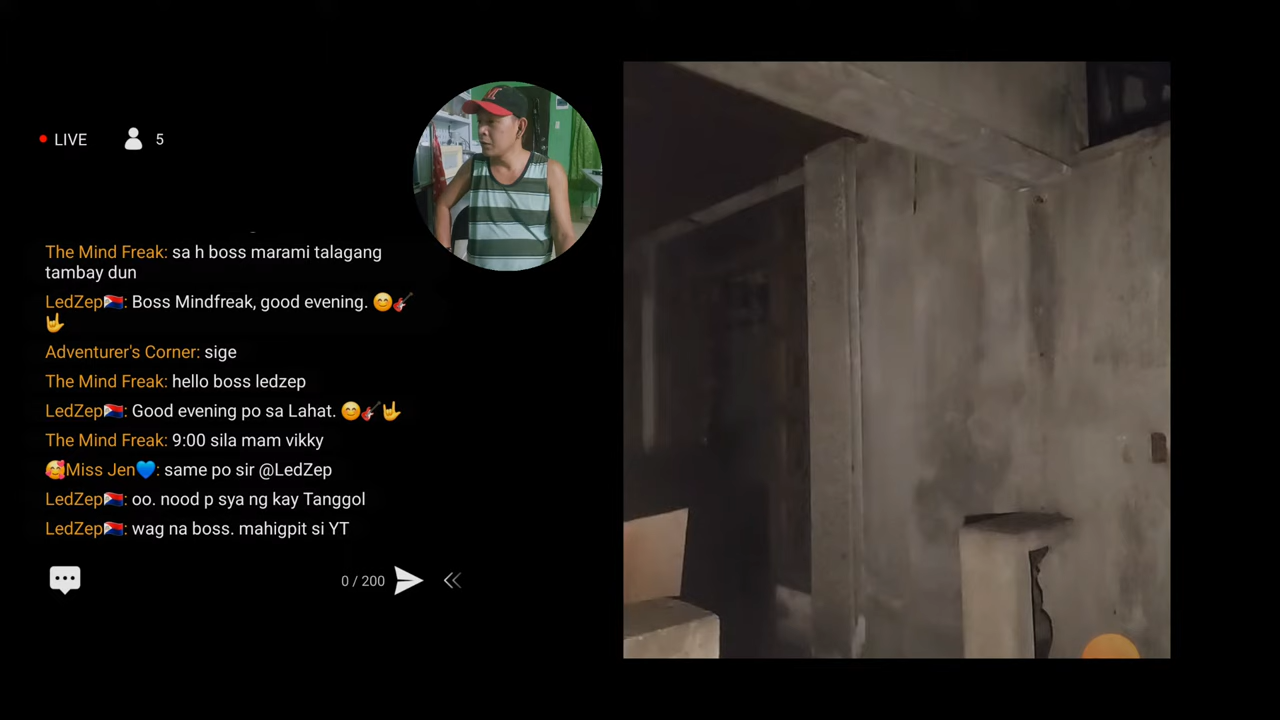 LIVE 5
The Mind Freak: sa h boss marami talagang
tambay dun
LedZep🇵🇭: Boss Mindfreak, good evening. 😊🎸
🤘
Adventurer's Corner: sige
The Mind Freak: hello boss ledzep
LedZep🇵🇭: Good evening po sa Lahat. 😊🎸🤘
The Mind Freak: 9:00 sila mam vikky
🥰Miss Jen💙: same po sir @LedZep
LedZep🇵🇭: oo. nood p sya ng kay Tanggol
LedZep🇵🇭: wag na boss. mahigpit si YT
0 / 200